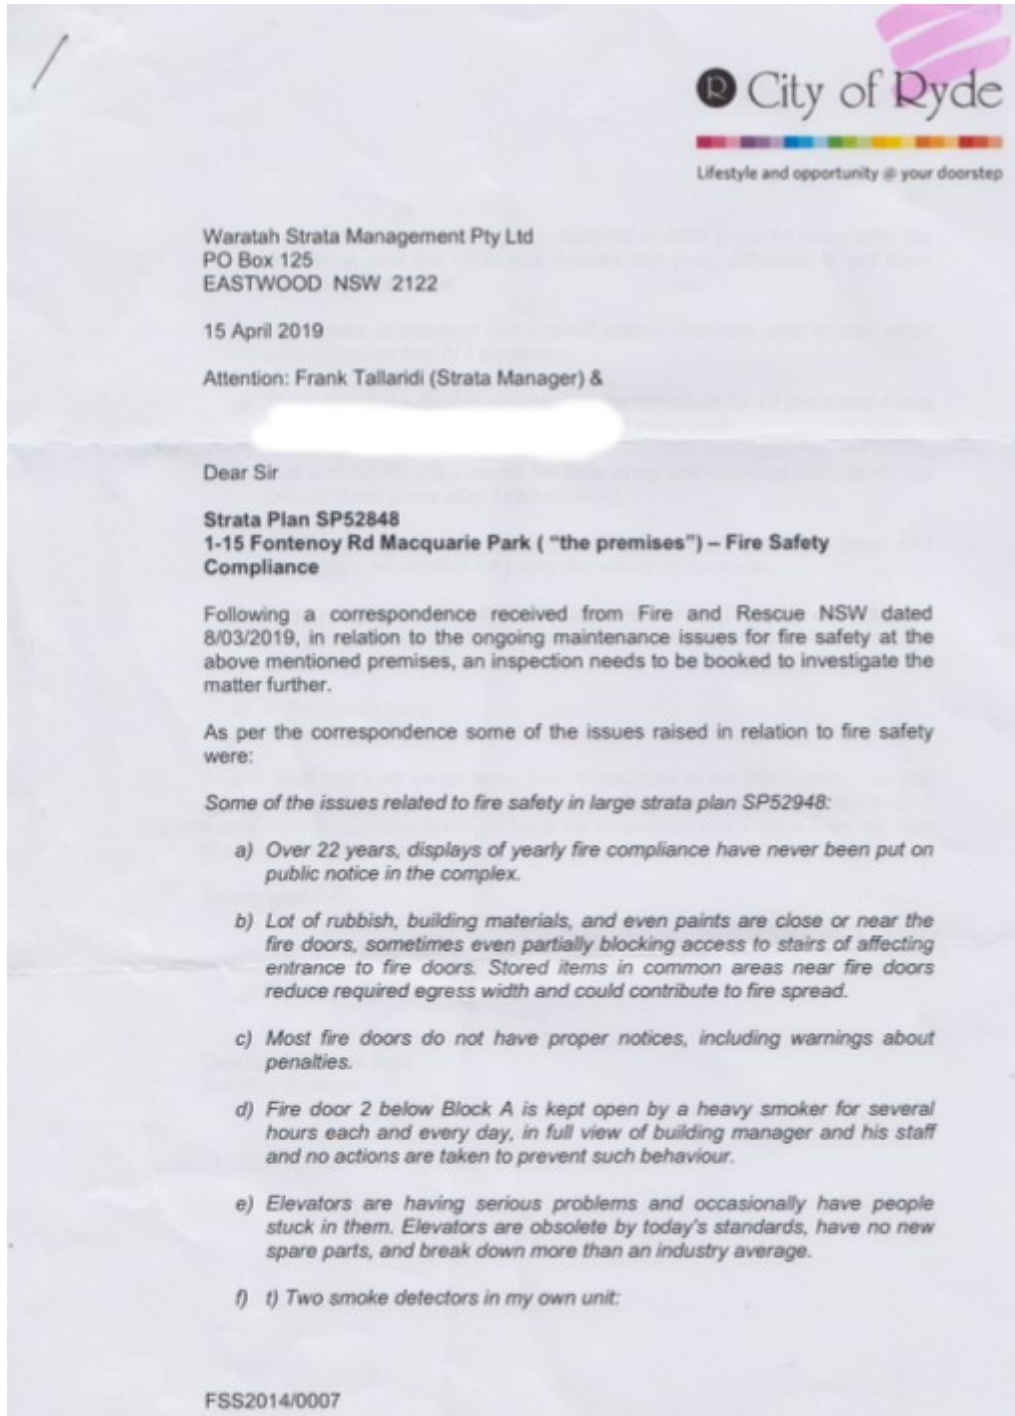 City of Ryde
Lifestyle and opportunity @ your doorstep
Waratah Strata Management Pty Ltd
PO Box 125
EASTWOOD NSW 2122
15 April 2019
Attention: Frank Tallaridi (Strata Manager) &
Dear Sir
Strata Plan SP52848
1-15 Fontenoy Rd Macquarie Park ( “the premises”) – Fire Safety
Compliance
Following a correspondence received from Fire and Rescue NSW dated
8/03/2019, in relation to the ongoing maintenance issues for fire safety at the
above mentioned premises, an inspection needs to be booked to investigate the
matter further.
As per the correspondence some of the issues raised in relation to fire safety
were:
Some of the issues related to fire safety in large strata plan SP52948:
a) Over 22 years, displays of yearly fire compliance have never been put on
public notice in the complex.
b) Lot of rubbish, building materials, and even paints are close or near the
fire doors, sometimes even partially blocking access to stairs of affecting
entrance to fire doors. Stored items in common areas near fire doors
reduce required egress width and could contribute to fire spread.
c) Most fire doors do not have proper notices, including warnings about
penalties.
d) Fire door 2 below Block A is kept open by a heavy smoker for several
hours each and every day, in full view of building manager and his staff
and no actions are taken to prevent such behaviour.
e) Elevators are having serious problems and occasionally have people
stuck in them. Elevators are obsolete by today's standards, have no new
spare parts, and break down more than an industry average.
f) t) Two smoke detectors in my own unit:
FSS2014/0007